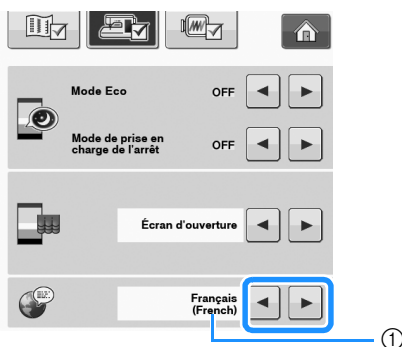 Mode Eco
OFF
Mode de prise en
charge de l'arrêt
OFF
Écran d'ouverture
Français
(French)
①